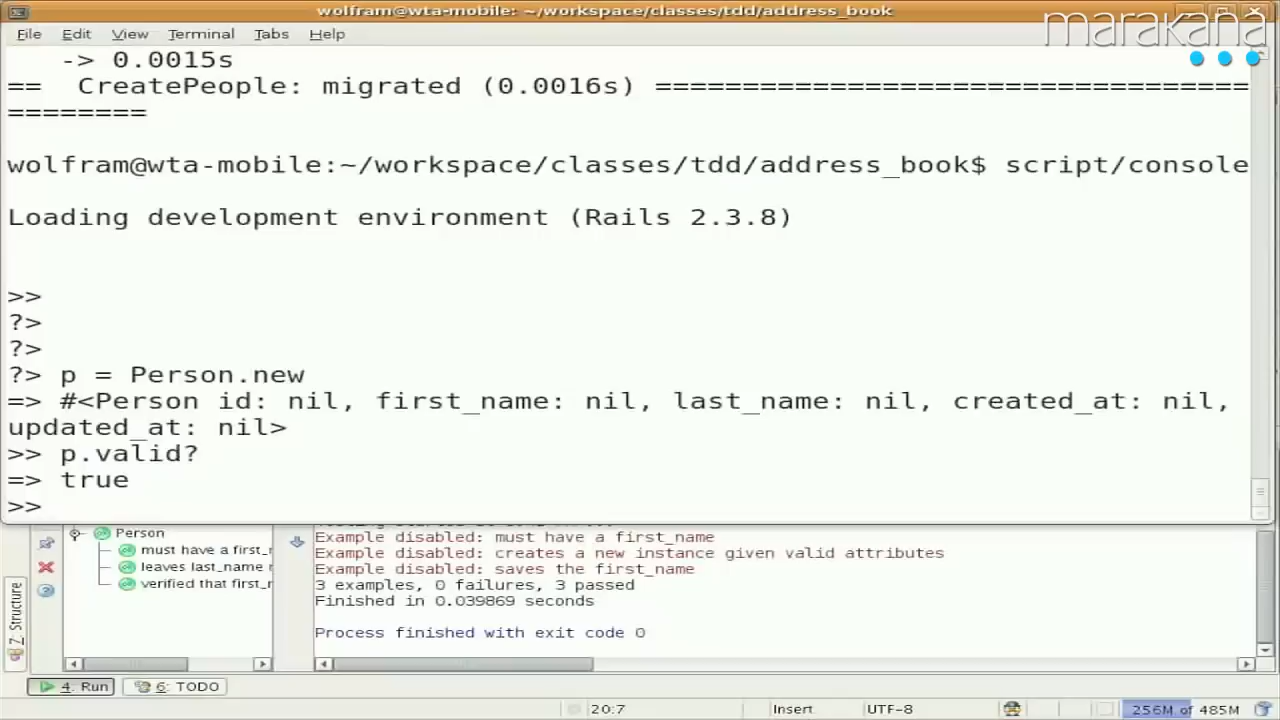 wolfram@wta-mobile: ~/workspace/classes/tdd/address_book
marakana
File Edit View Terminal Tabs Help
-> 0.0015s
== CreatePeople: migrated (0.0016s) ==================================
========
wolfram@wta-mobile:~/workspace/classes/tdd/address_book$ script/console
Loading development environment (Rails 2.3.8)
>>
?>
?>
?> p = Person.new
=> #<Person id: nil, first_name: nil, last_name: nil, created_at: nil,
updated_at: nil>
>> p.valid?
=> true
>>
Person
must have a first_r
leaves last_name r
verified that first_r
Example disabled: must have a first_name
Example disabled: creates a new instance given valid attributes
Example disabled: saves the first_name
3 examples, 0 failures, 3 passed
Finished in 0.039869 seconds
Process finished with exit code 0
7: Structure
4: Run
6: TODO
20:7 Insert UTF-8 256M of 485M